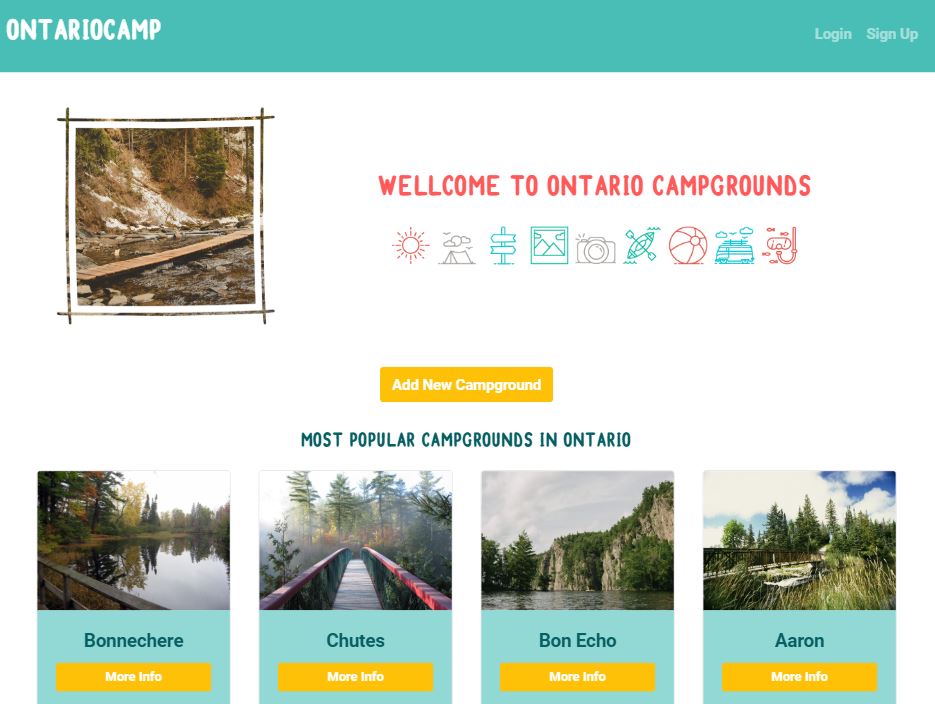 ONTARIOCAMP
Login Sign Up
WELLCOME TO ONTARIO CAMPGROUNDS
Add New Campground
MOST POPULAR CAMPGROUNDS IN ONTARIO
Bonnechere Chutes Bon Echo Aaron
More Info More Info More Info More Info